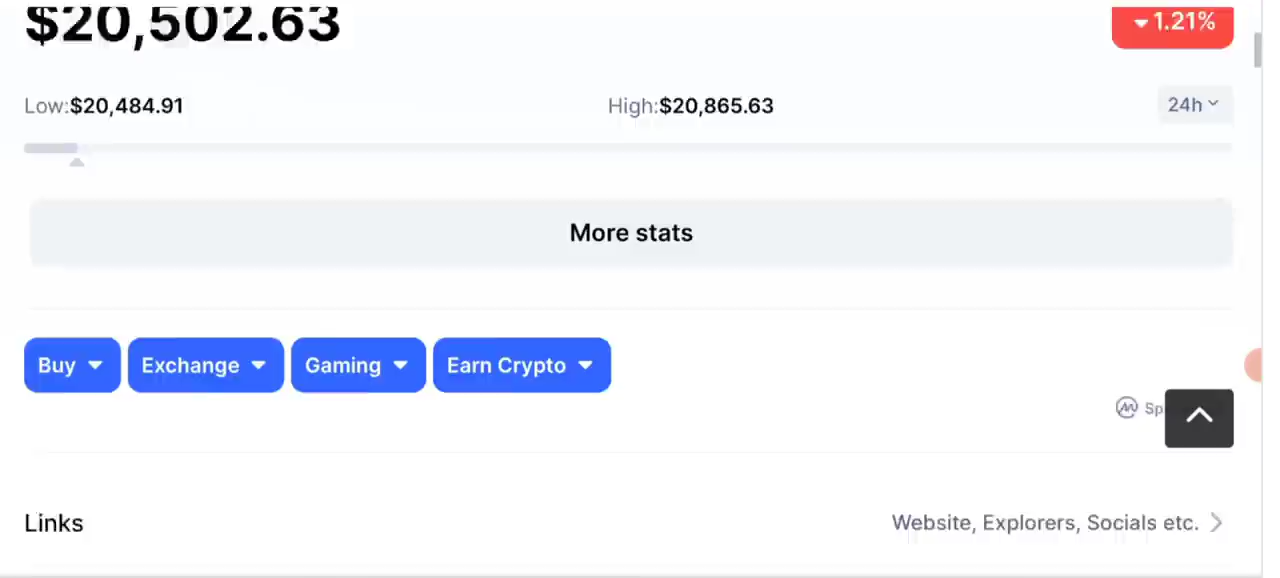 $20,502.63
1.21%
Low:$20,484.91 High:$20,865.63 24h
More stats
Buy Exchange Gaming Earn Crypto
Sp
Links Website, Explorers, Socials etc.